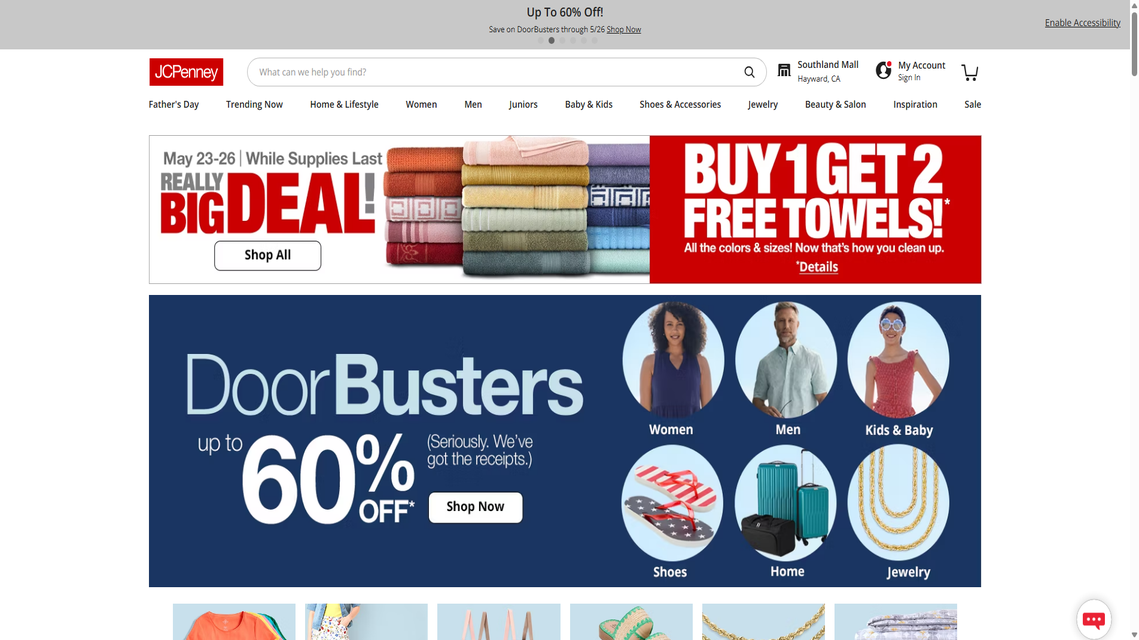 Up To 60% Off!
Save on DoorBusters through 5/26 Shop Now
Enable Accessibility
JCPenney
What can we help you find?
Southland Mall
Hayward, CA
My Account
Sign In
Father's Day
Trending Now
Home & Lifestyle
Women
Men
Juniors
Baby & Kids
Shoes & Accessories
Jewelry
Beauty & Salon
Inspiration
Sale
May 23-26 | While Supplies Last
REALLY
BIG DEAL!
Shop All
BUY 1 GET 2
FREE TOWELS!*
All the colors & sizes! Now that's how you clean up.
*Details
DoorBusters
up to
60%
OFF*
(Seriously. We've
got the receipts.)
Shop Now
Women
Men
Kids & Baby
Shoes
Home
Jewelry